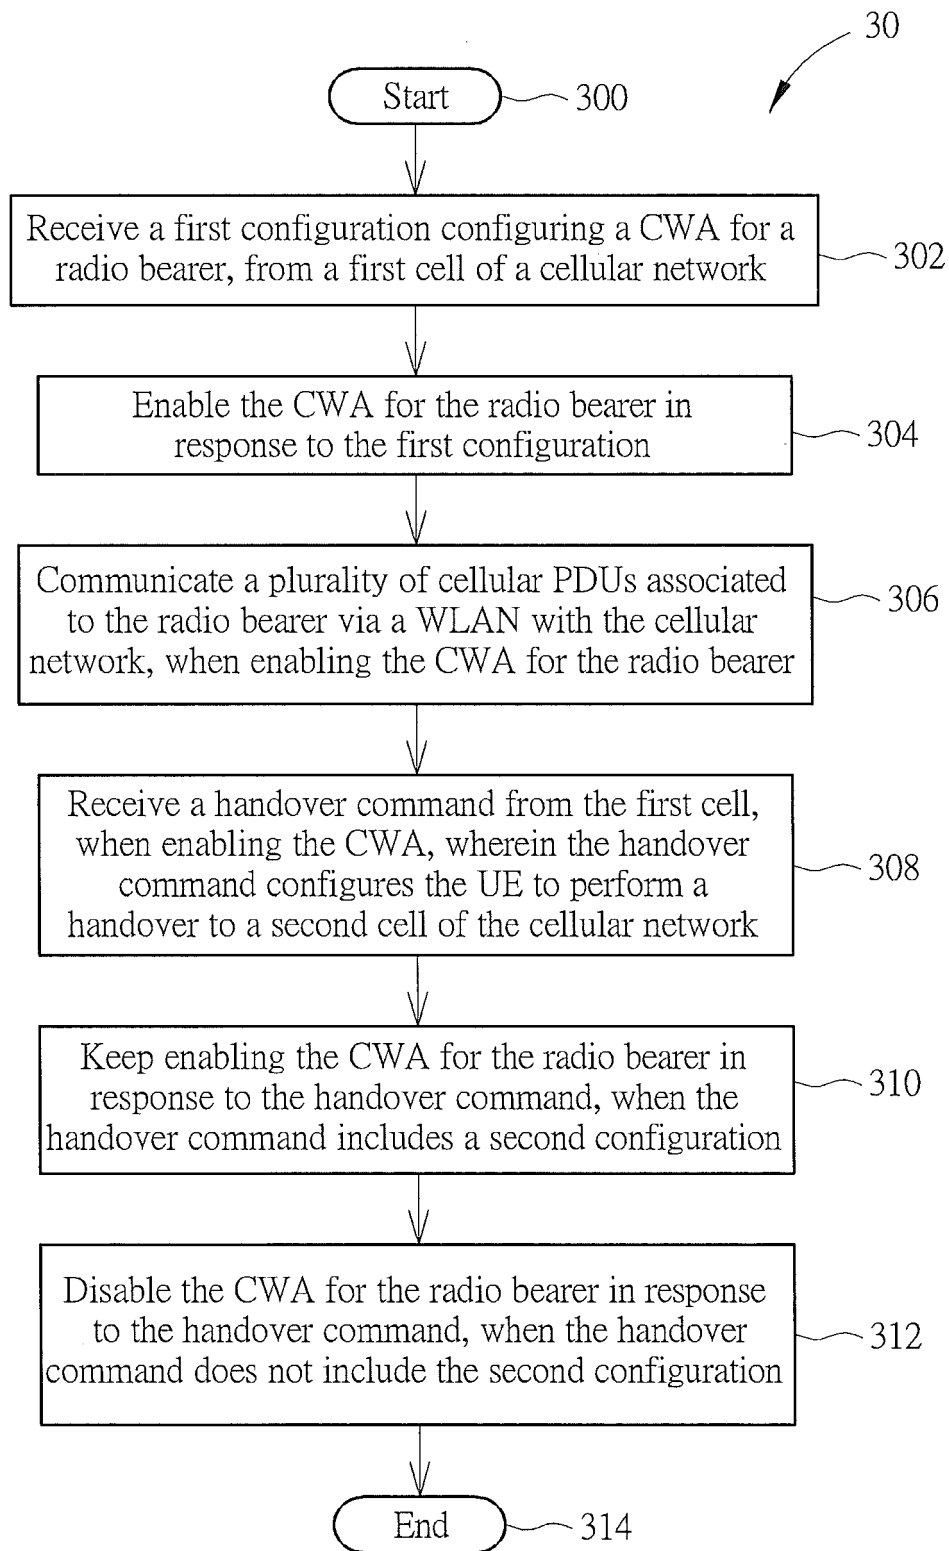 30
Start
300
Receive a first configuration configuring a CWA for a
radio bearer, from a first cell of a cellular network
302
Enable the CWA for the radio bearer in
response to the first configuration
304
Communicate a plurality of cellular PDUs associated
to the radio bearer via a WLAN with the cellular
network, when enabling the CWA for the radio bearer
306
Receive a handover command from the first cell,
when enabling the CWA, wherein the handover
command configures the UE to perform a
handover to a second cell of the cellular network
308
Keep enabling the CWA for the radio bearer in
response to the handover command, when the
handover command includes a second configuration
310
Disable the CWA for the radio bearer in response
to the handover command, when the handover
command does not include the second configuration
312
End
314